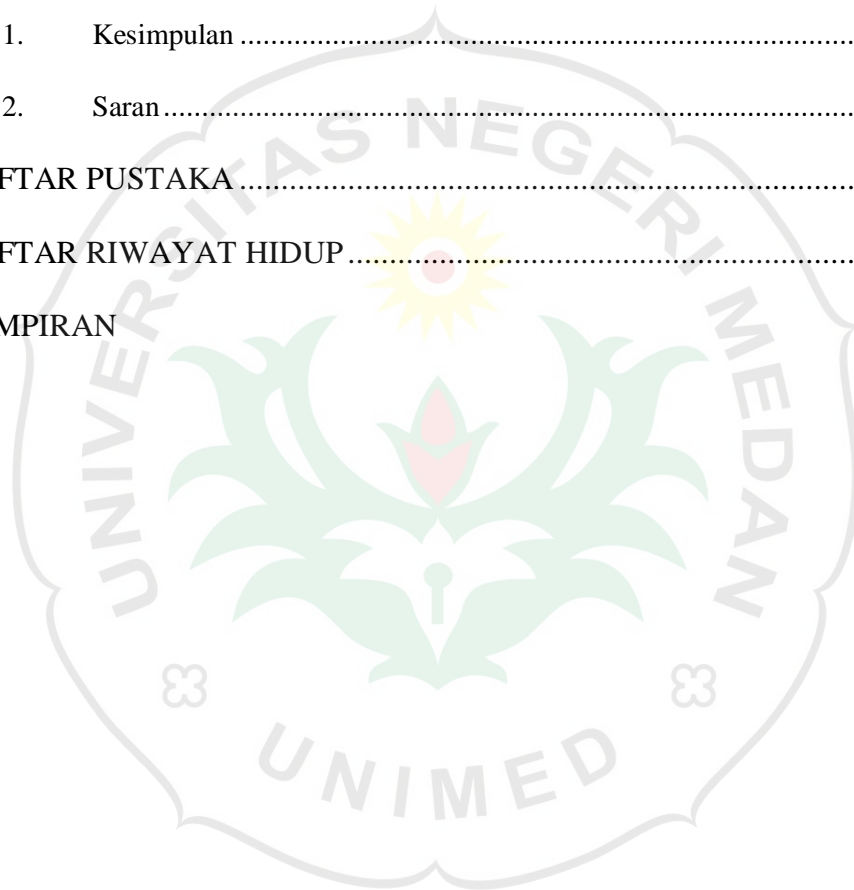 1. Kesimpulan ................................................................................
2. Saran ................................................................................
FTAR PUSTAKA ................................................................................
FTAR RIWAYAT HIDUP ................................................................................
MPIRAN
UNIVERSITAS NEGERI MEDAN
UNIMED